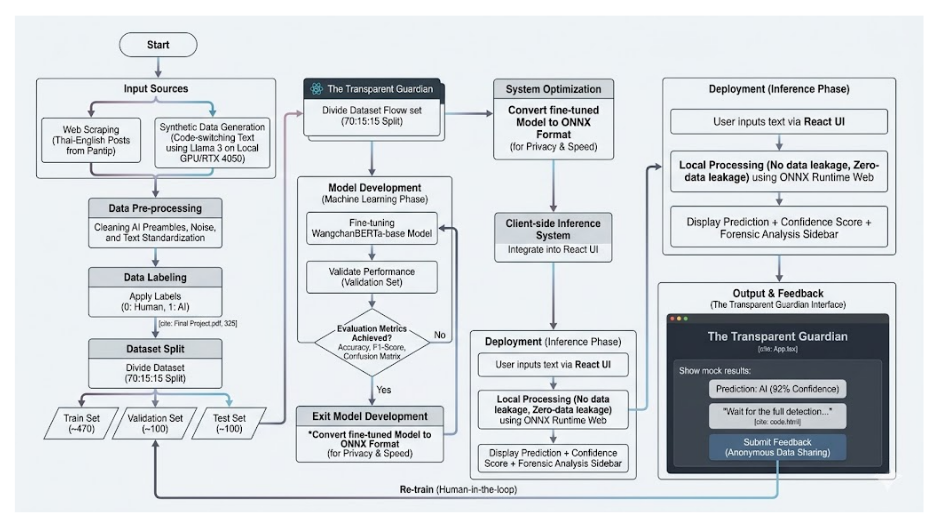 Start
Input Sources
Web Scraping
(Thai-English Posts
from Pantip)
Synthetic Data Generation
(Code-switching Text
using Llama 3 on Local
GPU/RTX 4050)
Data Pre-processing
Cleaning AI Preambles, Noise,
and Text Standardization
Data Labeling
Apply Labels
(0: Human, 1: AI)
[cite: Final Project.pdf, 325]
Dataset Split
Divide Dataset
(70:15:15 Split)
Train Set
(~470)
Validation Set
(~100)
Test Set
(~100)
The Transparent Guardian
Divide Dataset Floww set
(70:15:15 Split)
Model Development
(Machine Learning Phase)
Fine-tuning
WangchanBERTa-base Model
Validate Performance
(Validation Set)
Evaluation Metrics
Achieved?
Accuracy, F1-Score,
Confusion Matrix
No
Yes
Exit Model Development
*Convert fine-tuned Model to
ONNX Format
(for Privacy & Speed)
System Optimization
Convert fine-tuned
Model to ONNX
Format
(for Privacy & Speed)
Client-side Inference
System
Integrate into React UI
Deployment (Inference Phase)
User inputs text via React UI
Local Processing (No data
leakage, Zero-data leakage)
using ONNX Runtime Web
Display Prediction + Confidence
Score + Forensic Analysis Sidebar
Deployment (Inference Phase)
User inputs text via React UI
Local Processing (No data leakage, Zero-
data leakage) using ONNX Runtime Web
Display Prediction + Confidence Score +
Forensic Analysis Sidebar
Output & Feedback
(The Transparent Guardian Interface)
The Transparent Guardian
[cite: App.tsx]
Show mock results:
Prediction: AI (92% Confidence)
"Wait for the full detection..."
[cite: code.html]
Submit Feedback
(Anonymous Data Sharing)
Re-train (Human-in-the-loop)